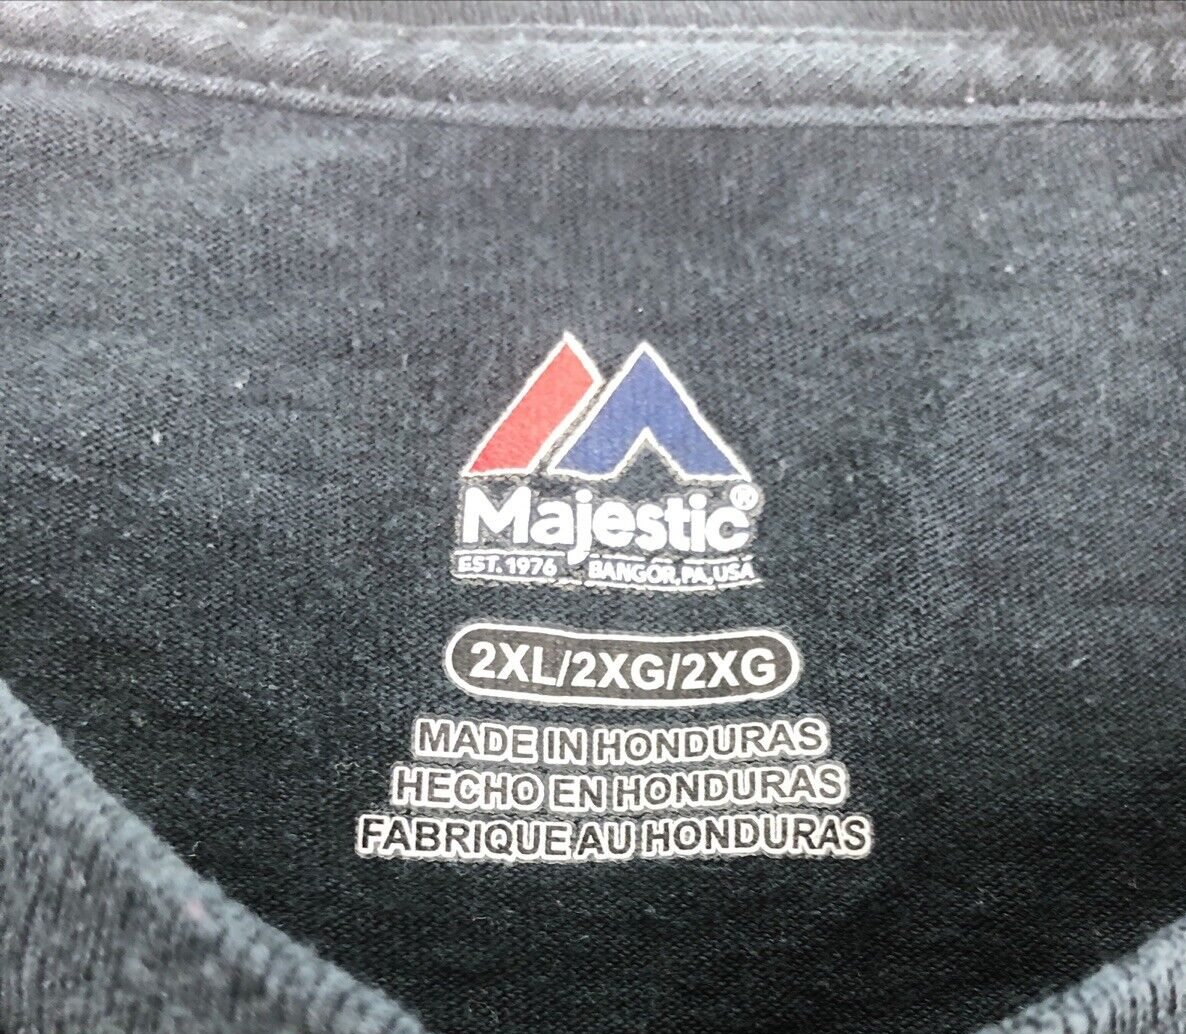 Majestic®
EST. 1976 BANGOR, PA, USA
2XL/2XG/2XG
MADE IN HONDURAS
HECHO EN HONDURAS
FABRIQUE AU HONDURAS